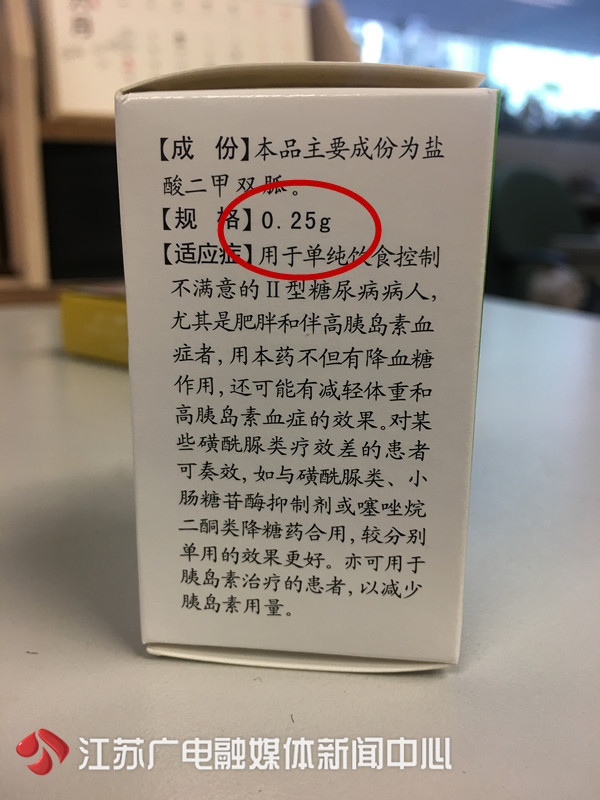 【成 份】本品主要成份为盐
酸二甲双胍。
【规 格】0.25g
【适应症】用于单纯饮食控制
不满意的Ⅱ型糖尿病病人,
尤其是肥胖和伴高胰岛素血
症者,用本药不但有降血糖
作用,还可能有减轻体重和
高胰岛素血症的效果。对某
些磺酰脲类疗效差的患者
可奏效,如与磺酰脲类、小
肠糖苷酶抑制剂或噻唑烷
二酮类降糖药合用,较分别
单用的效果更好。亦可用于
胰岛素治疗的患者,以减少
胰岛素用量。
江苏广电融媒体新闻中心